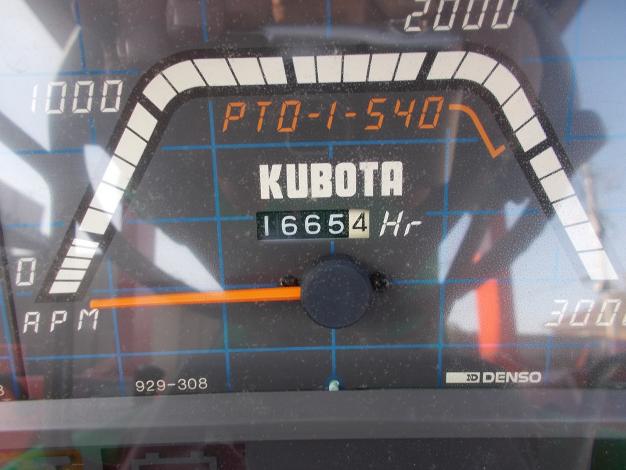 2000
1000
PTO-1-540
KUBOTA
16654 Hr
0
RPM
3000
929-308
DENSO